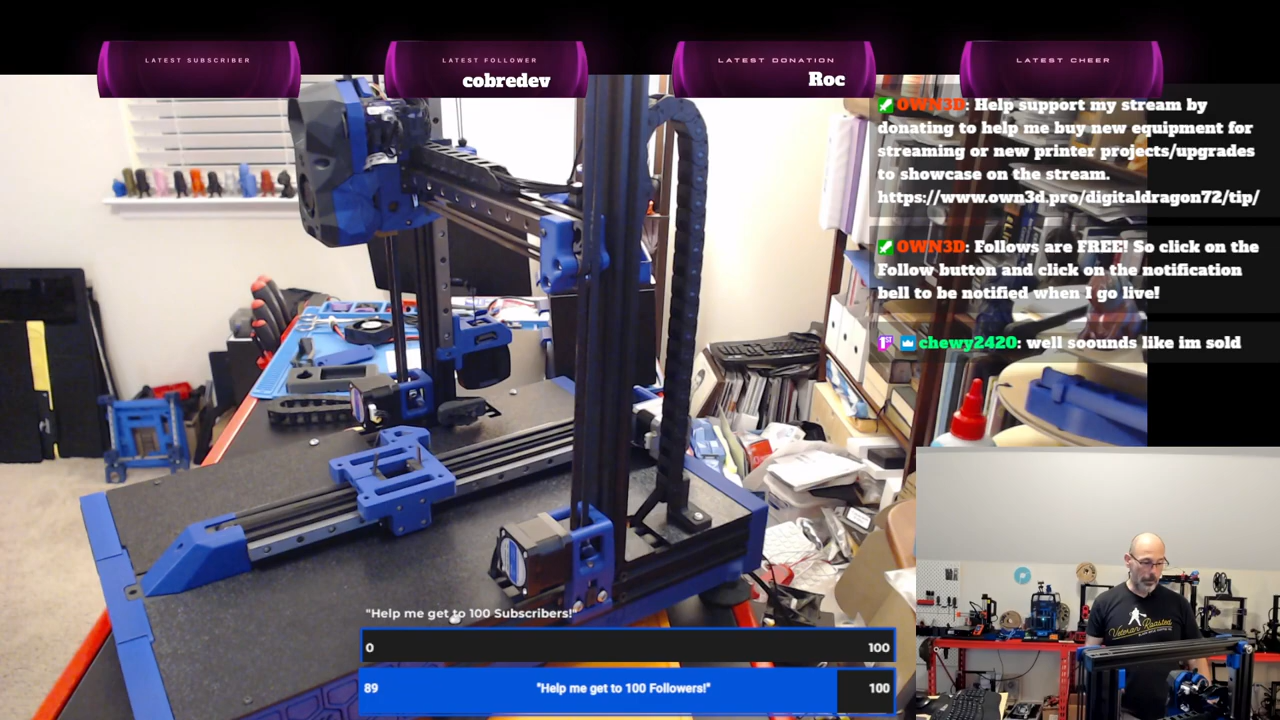 LATEST SUBSCRIBER
LATEST FOLLOWER
cobredev
LATEST DONATION
Roc
LATEST CHEER
OWN3D: Help support my stream by
donating to help me buy new equipment for
streaming or new printer projects/upgrades
to showcase on the stream.
https://www.own3d.pro/digitaldragon72/tip/
OWN3D: Follows are FREE! So click on the
Follow button and click on the notification
bell to be notified when I go live!
1ST chewy2420: well soounds like im sold
Veteran Roasted
"Help me get to 100 Subscribers!"
0 100
89 "Help me get to 100 Followers!" 100